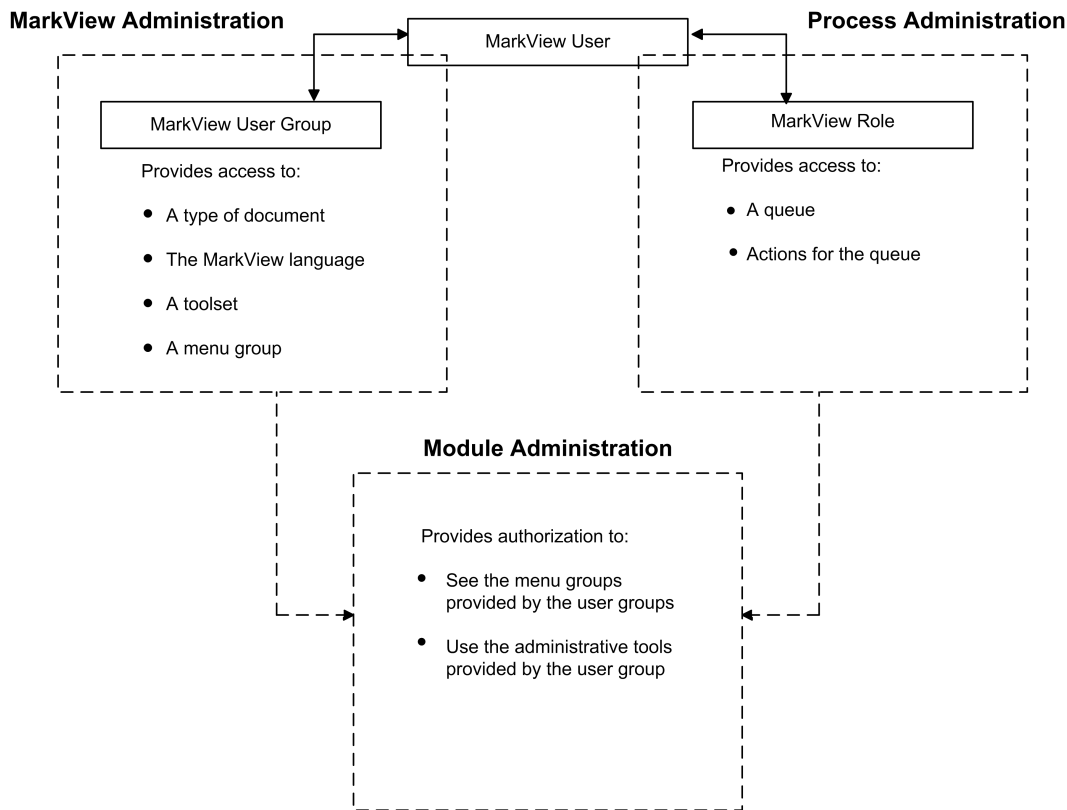 MarkView Administration
Process Administration
MarkView User
MarkView User Group
Provides access to:
• A type of document
• The MarkView language
• A toolset
• A menu group
MarkView Role
Provides access to:
• A queue
• Actions for the queue
Module Administration
Provides authorization to:
• See the menu groups
provided by the user groups
• Use the administrative tools
provided by the user group